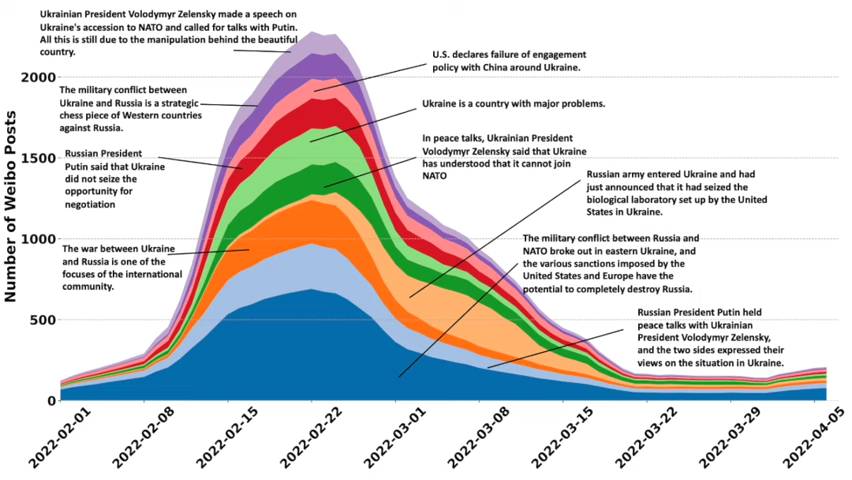 Ukrainian President Volodymyr Zelensky made a speech on
Ukraine's accession to NATO and called for talks with Putin.
All this is still due to the manipulation behind the beautiful
country.
U.S. declares failure of engagement
policy with China around Ukraine.
The military conflict between
Ukraine and Russia is a strategic
chess piece of Western countries
against Russia.
Ukraine is a country with major problems.
In peace talks, Ukrainian President
Volodymyr Zelensky said that Ukraine
has understood that it cannot join
NATO
Russian President
Putin said that Ukraine
did not seize the
opportunity for
negotiation
Russian army entered Ukraine and had
just announced that it had seized the
biological laboratory set up by the United
States in Ukraine.
The war between Ukraine
and Russia is one of the
focuses of the international
community.
The military conflict between Russia and
NATO broke out in eastern Ukraine, and
the various sanctions imposed by the
United States and Europe have the
potential to completely destroy Russia.
Russian President Putin held
peace talks with Ukrainian
President Volodymyr Zelensky,
and the two sides expressed their
views on the situation in Ukraine.
Number of Weibo Posts
2000
1500
1000
500
0
2022-02-01
2022-02-08
2022-02-15
2022-02-22
2022-03-01
2022-03-08
2022-03-15
2022-03-22
2022-03-29
2022-04-05